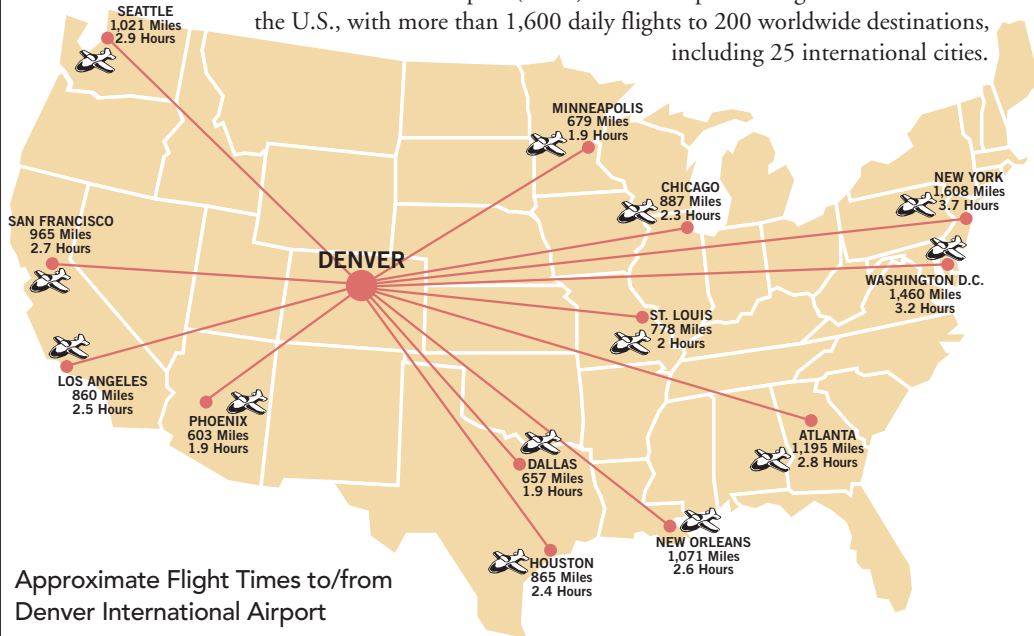 the U.S., with more than 1,600 daily flights to 200 worldwide destinations,
including 25 international cities.
SEATTLE
1,021 Miles
2.9 Hours
MINNEAPOLIS
679 Miles
1.9 Hours
CHICAGO
887 Miles
2.3 Hours
NEW YORK
1,608 Miles
3.7 Hours
SAN FRANCISCO
965 Miles
2.7 Hours
DENVER
WASHINGTON D.C.
1,460 Miles
3.2 Hours
ST. LOUIS
778 Miles
2 Hours
LOS ANGELES
860 Miles
2.5 Hours
PHOENIX
603 Miles
1.9 Hours
ATLANTA
1,195 Miles
2.8 Hours
DALLAS
657 Miles
1.9 Hours
NEW ORLEANS
1,071 Miles
2.6 Hours
HOUSTON
865 Miles
2.4 Hours
Approximate Flight Times to/from
Denver International Airport